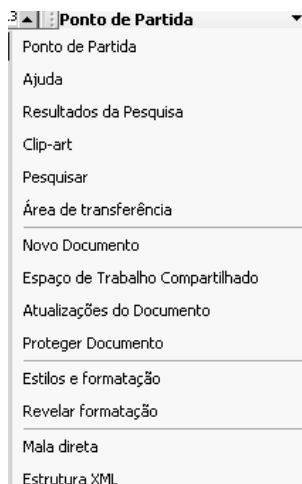 .3 Ponto de Partida
Ponto de Partida
Ajuda
Resultados da Pesquisa
Clip-art
Pesquisar
Área de transferência
Novo Documento
Espaço de Trabalho Compartilhado
Atualizações do Documento
Proteger Documento
Estilos e formatação
Revelar formatação
Mala direta
Estrutura XML